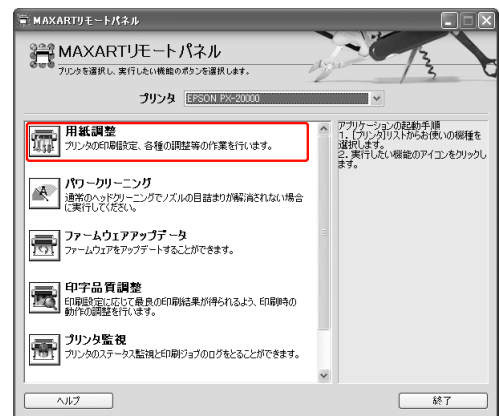 MAXARTリモートパネル
MAXARTリモートパネル
プリンタを選択し、実行したい機能のボタンを選択します。
プリンタ EPSON PX-20000
用紙調整
プリンタの印刷設定、各種の調整等の作業を行います。
パワークリーニング
通常のヘッドクリーニングでノズルの目詰まりが解消されない場合
に実行してください。
ファームウェアアップデータ
ファームウェアをアップデートすることができます。
印字品質調整
印刷設定に応じて最良の印刷結果が得られるよう、印刷時の
動作の調整を行います。
プリンタ監視
プリンタのステータス監視と印刷ジョブのログをとることができます。
アプリケーションの起動手順
1. [プリンタ]リストからお使いの機種を
選択します。
2. 実行したい機能のアイコンをクリックし
ます。
ヘルプ
終了